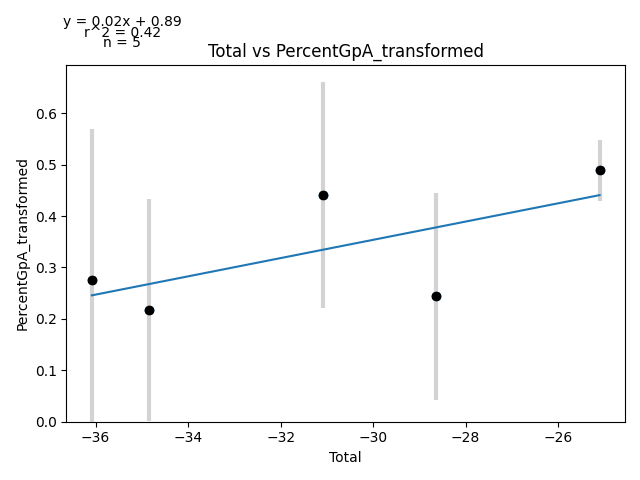 y = 0.02x + 0.89
r^2 = 0.42
n = 5
Total vs PercentGpA_transformed
PercentGpA_transformed
0.6
0.5
0.4
0.3
0.2
0.1
0.0
−36 −34 −32 −30 −28 −26
Total